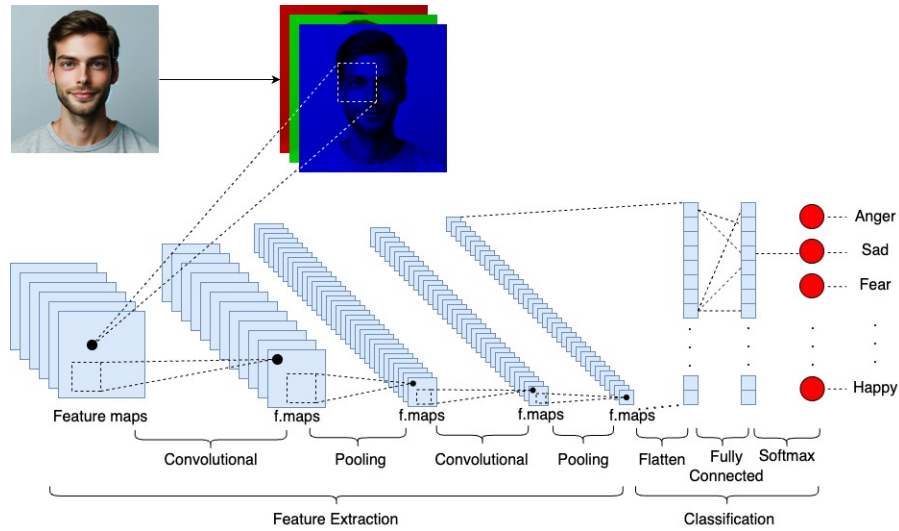 Anger
Sad
Fear
Happy
Feature maps
f.maps
f.maps
f.maps
f.maps
Convolutional
Pooling
Convolutional
Pooling
Flatten
Fully
Connected
Softmax
Feature Extraction
Classification